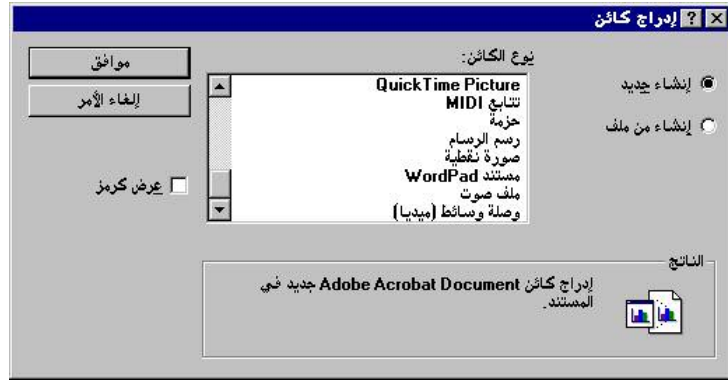 إدراج كائن
إنشاء جديد
إنشاء من ملف
نوع الكائن:
QuickTime Picture
تتابع MIDI
حزمة
رسم الرسام
صورة نقطية
مستند WordPad
ملف صوت
وصلة وسائط (ميديا)
موافق
إلغاء الأمر
عرض كرمز
الناتج
إدراج كائن Adobe Acrobat Document جديد في
المستند.